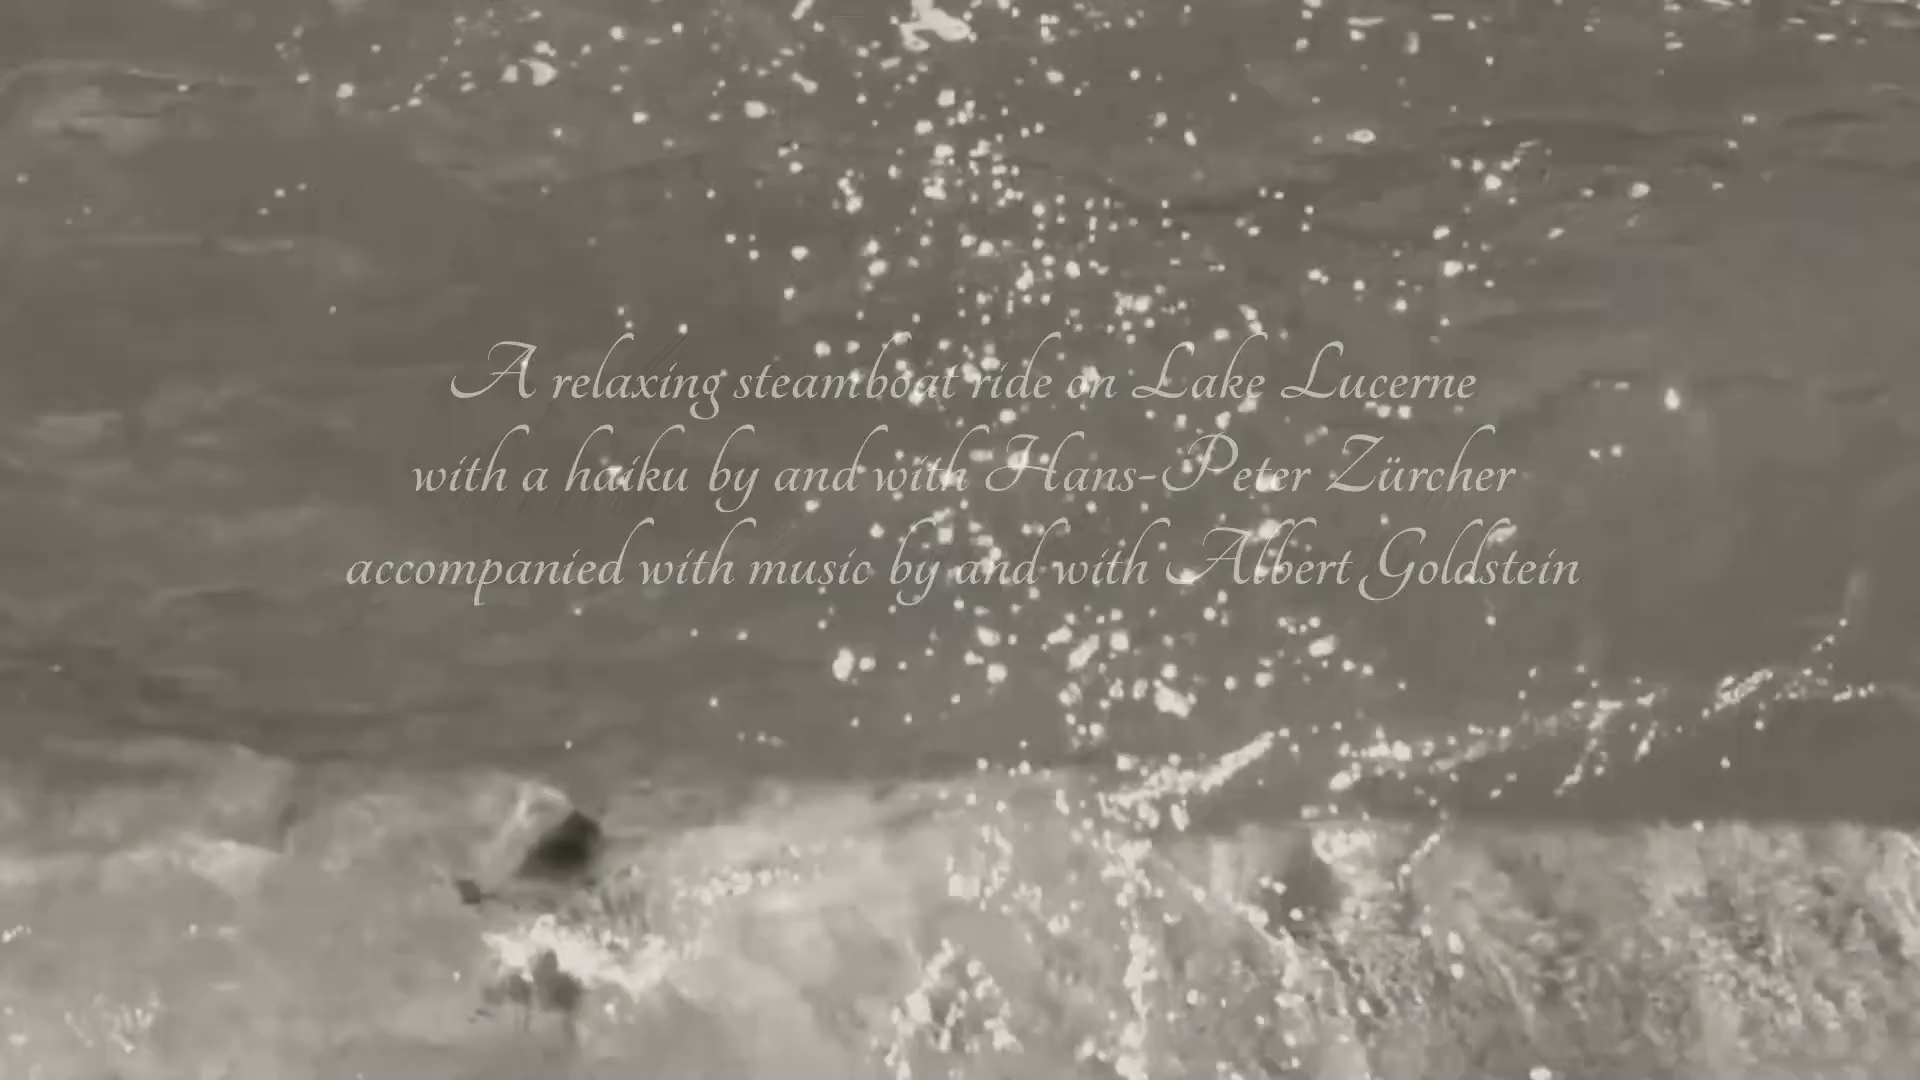 A relaxing steamboat ride on Lake Lucerne
with a haiku by and with Hans-Peter Zürcher
accompanied with music by and with Albert Goldstein